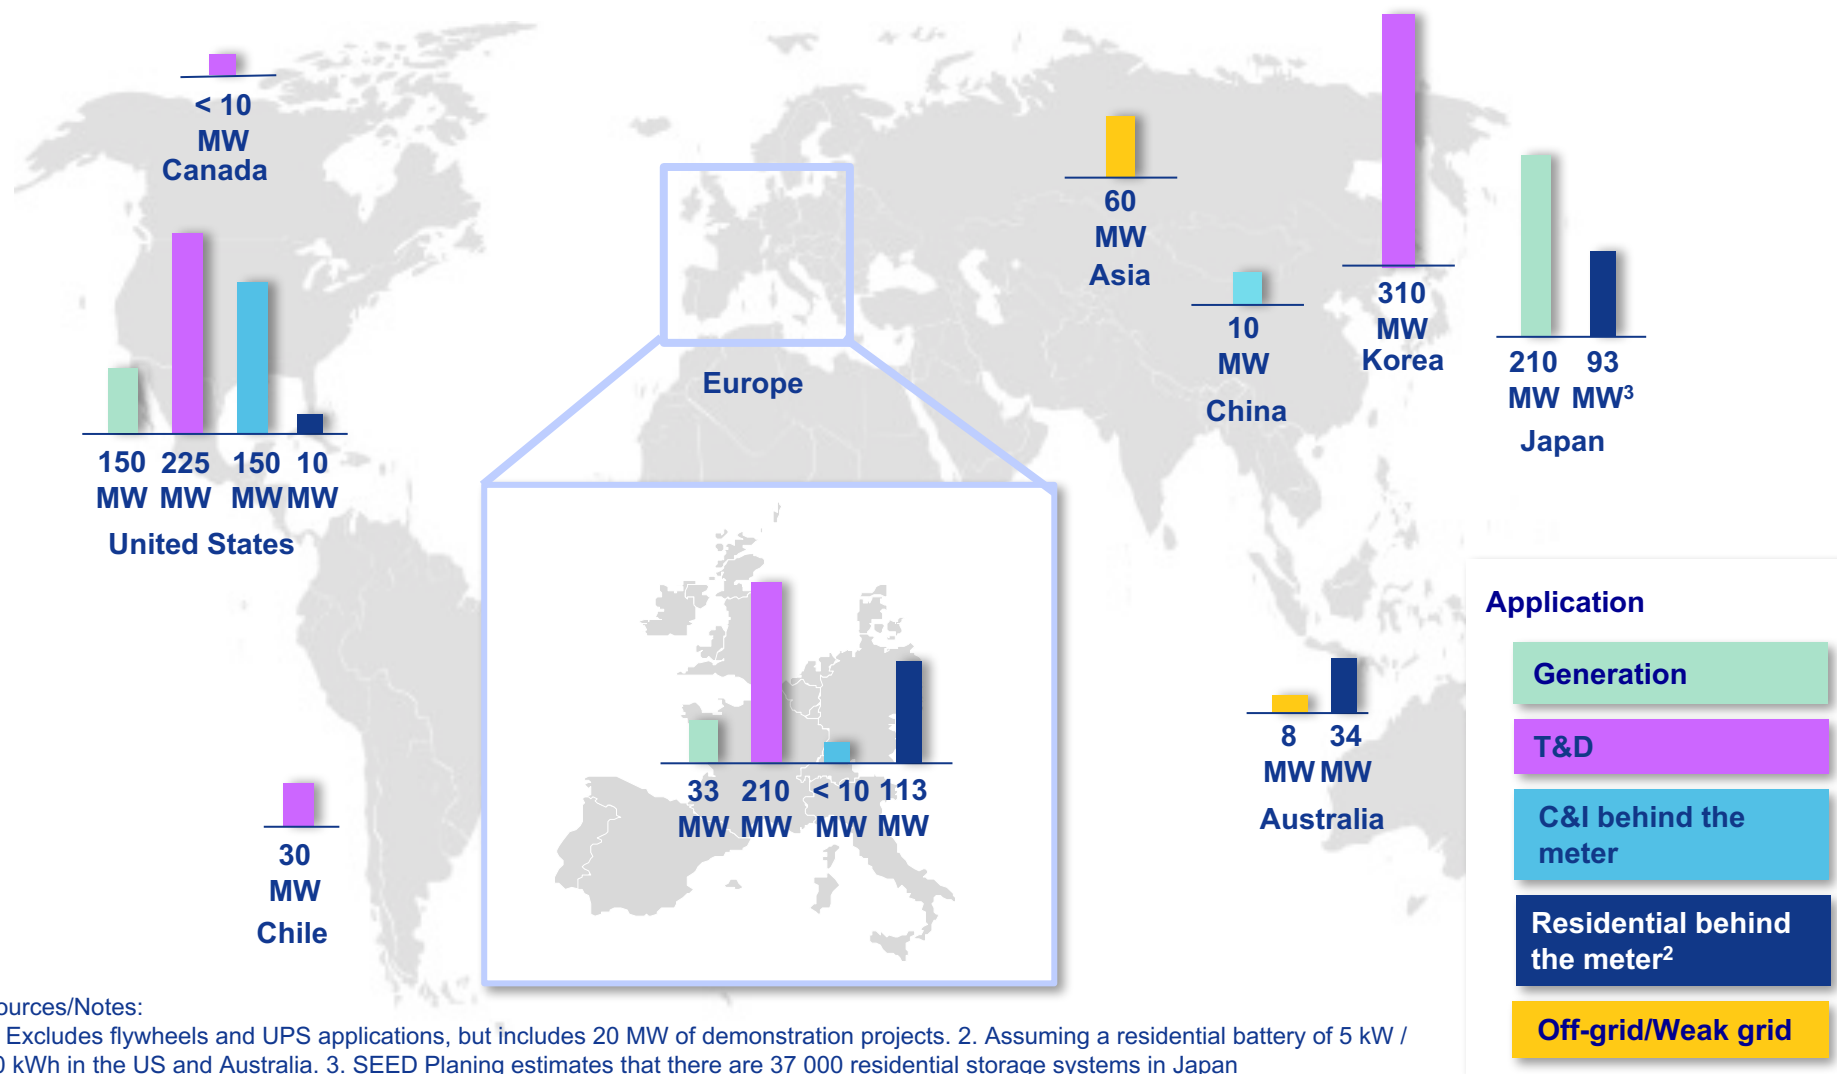 < 10
MW
Canada
150 225 150 10
MW MW MW MW
United States
30
MW
Chile
Europe
33 210 < 10 113
MW MW MW MW
60
MW
Asia
10
MW
China
310
MW
Korea
210 93
MW MW³
Japan
8 34
MW MW
Australia
Application
Generation
T&D
C&I behind the
meter
Residential behind
the meter²
Off-grid/Weak grid
ources/Notes:
Excludes flywheels and UPS applications, but includes 20 MW of demonstration projects. 2. Assuming a residential battery of 5 kW /
0 kWh in the US and Australia. 3. SEED Planing estimates that there are 37 000 residential storage systems in Japan